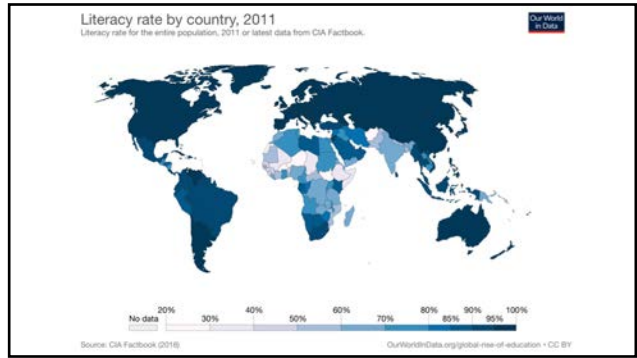 Literacy rate by country, 2011
Literacy rate for the entire population, 2011 or latest data from CIA Factbook.
Our World
in Data
20% 40% 60% 80% 90% 100%
No data 30% 50% 70% 85% 95%
Source: CIA Factbook (2016)
OurWorldInData.org/global-rise-of-education • CC BY